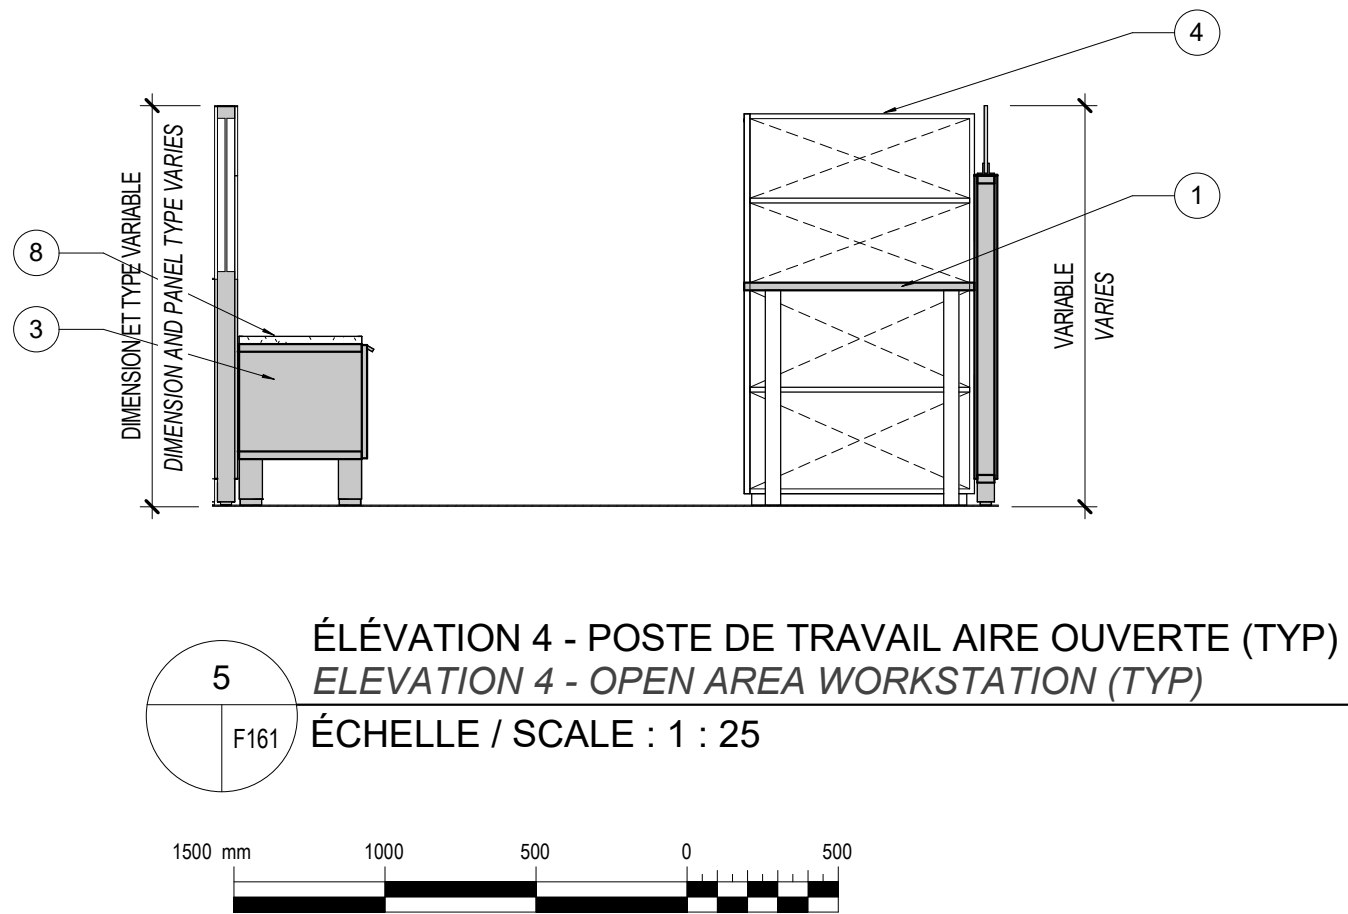 4
1
8
3
DIMENSION ET TYPE VARIABLE
DIMENSION AND PANEL TYPE VARIES
VARIABLE
VARIES
5
F161
ÉLÉVATION 4 - POSTE DE TRAVAIL AIRE OUVERTE (TYP)
ELEVATION 4 - OPEN AREA WORKSTATION (TYP)
ÉCHELLE / SCALE : 1 : 25
1500 mm 1000 500 0 500